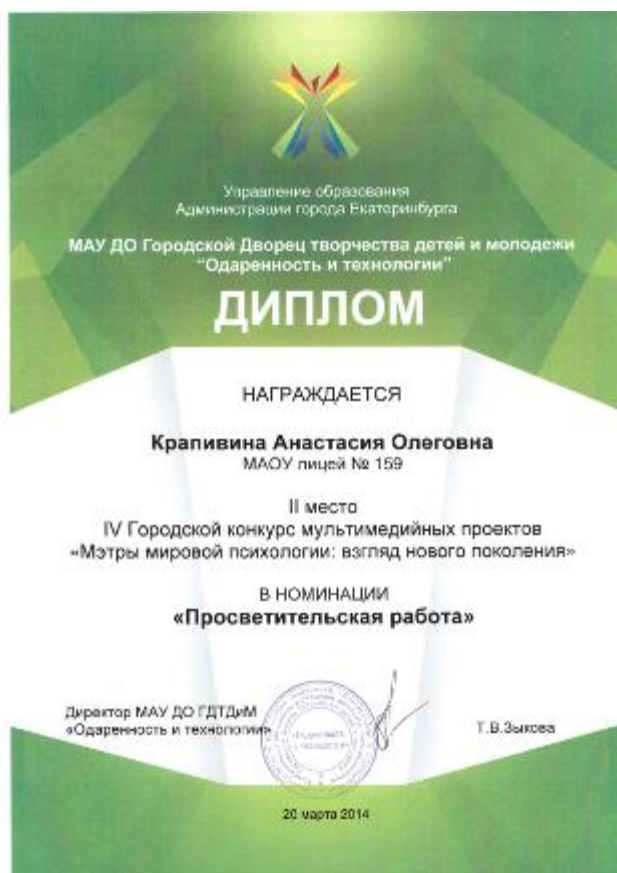 Управление образования
Администрации города Екатеринбурга
МАУ ДО Городской Дворец творчества детей и молодежи
"Одаренность и технологии"
ДИПЛОМ
НАГРАЖДАЕТСЯ
Крапивина Анастасия Олеговна
МАОУ лицей № 159
II место
IV Городской конкурс мультимедийных проектов
«Мэтры мировой психологии: взгляд нового поколения»
В НОМИНАЦИИ
«Просветительская работа»
Директор МАУ ДО ГДТДиМ
«Одаренность и технологии»
Т.В.Зыкова
20 марта 2014